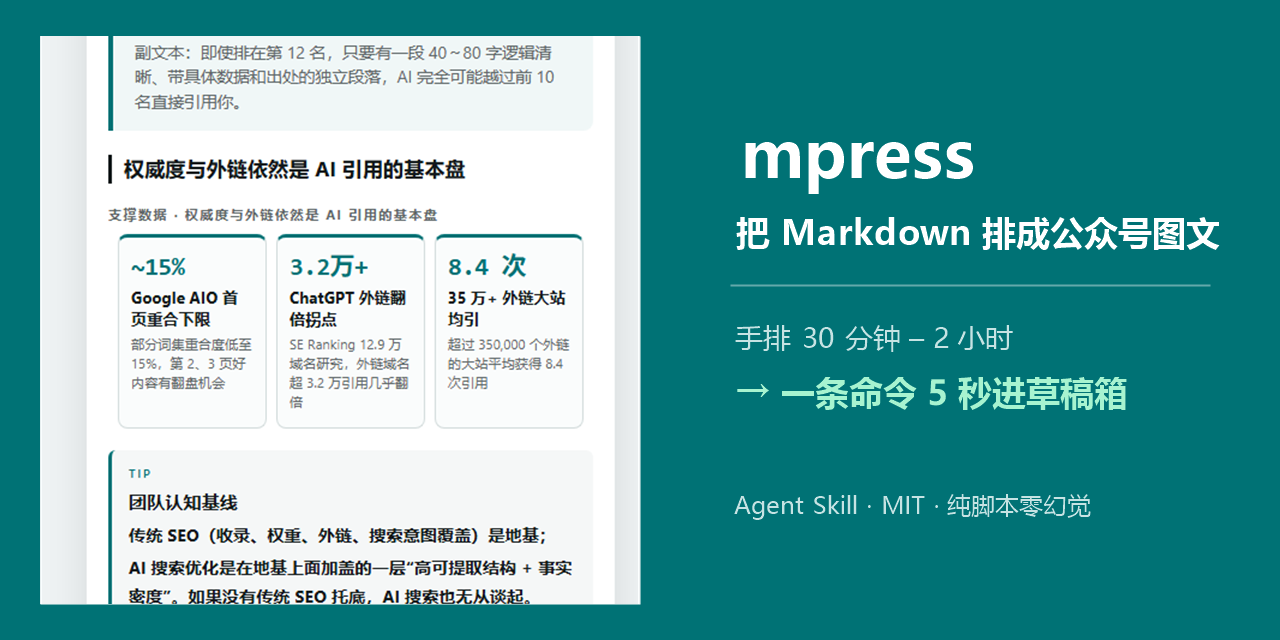 副文本：即使排在第 12 名，只要有一段 40～80 字逻辑清
晰、带具体数据和出处的独立段落，AI 完全可能越过前 10
名直接引用你。
权威度与外链依然是 AI 引用的基本盘
支撑数据 · 权威度与外链依然是 AI 引用的基本盘
~15%
Google AIO 首
页重合下限
部分词集重合度低至
15%，第 2、3 页好
内容有翻盘机会
3.2万+
ChatGPT 外链翻
倍拐点
SE Ranking 12.9 万
域名研究，外链域名
超 3.2 万引用几乎翻
倍
8.4 次
35 万+ 外链大站
均引
超过 350,000 个外链
的大站平均获得 8.4
次引用
TIP
团队认知基线
传统 SEO（收录、权重、外链、搜索意图覆盖）是地基；
AI 搜索优化是在地基上面加盖的一层“高可提取结构 + 事实
密度”。如果没有传统 SEO 托底，AI 搜索也无从谈起。
mpress
把 Markdown 排成公众号图文
手排 30 分钟 – 2 小时
→ 一条命令 5 秒进草稿箱
Agent Skill · MIT · 纯脚本零幻觉